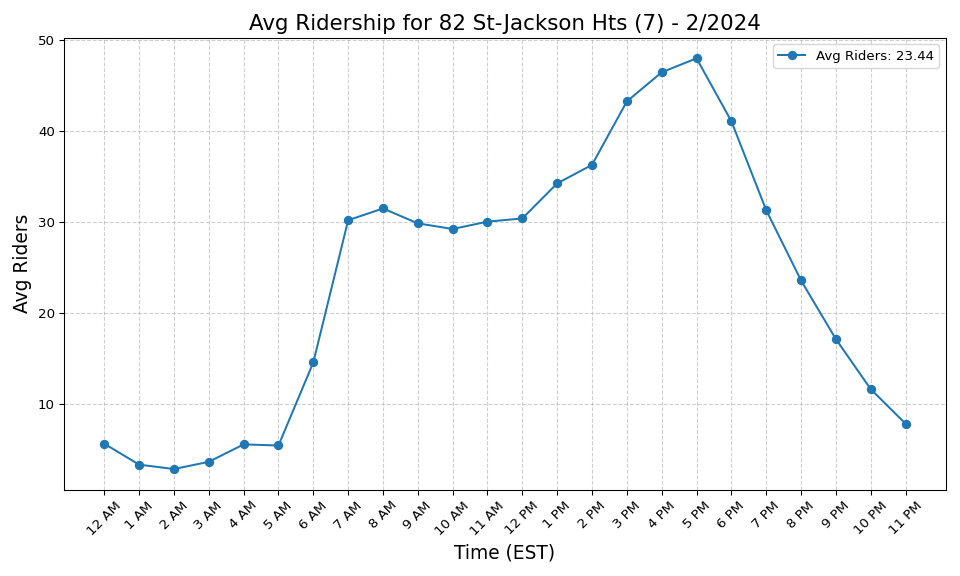 Avg Ridership for 82 St-Jackson Hts (7) - 2/2024
Avg Riders: 23.44
Avg Riders
50
40
30
20
10
12 AM
1 AM
2 AM
3 AM
4 AM
5 AM
6 AM
7 AM
8 AM
9 AM
10 AM
11 AM
12 PM
1 PM
2 PM
3 PM
4 PM
5 PM
6 PM
7 PM
8 PM
9 PM
10 PM
11 PM
Time (EST)